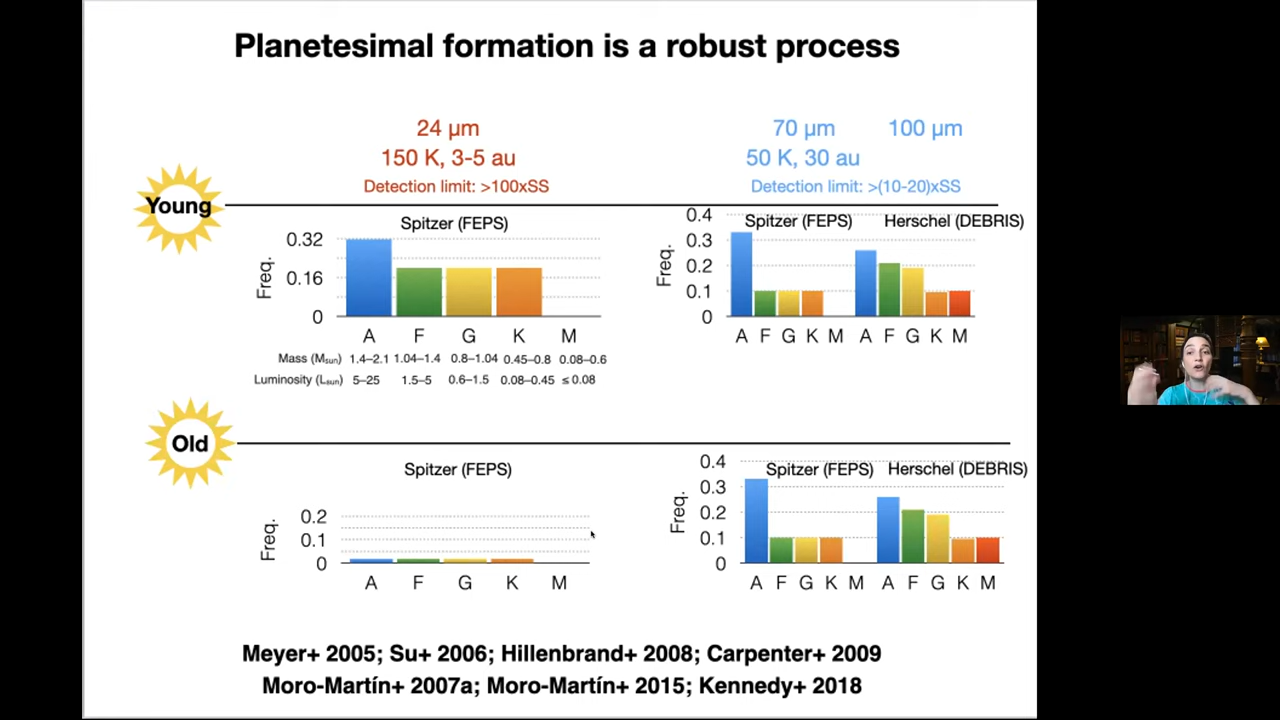 Planetesimal formation is a robust process
24 µm
150 K, 3-5 au
Detection limit: >100xSS
70 µm 100 µm
50 K, 30 au
Detection limit: >(10-20)xSS
Young
Spitzer (FEPS)
Freq.
0.32
0.16
0
A F G K M
Mass (Msun) 1.4–2.1 1.04–1.4 0.8–1.04 0.45–0.8 0.08–0.6
Luminosity (Lsun) 5–25 1.5–5 0.6–1.5 0.08–0.45 ≤ 0.08
Spitzer (FEPS) Herschel (DEBRIS)
Freq.
0.4
0.3
0.2
0.1
0
A F G K M A F G K M
Old
Spitzer (FEPS)
Freq.
0.2
0.1
0
A F G K M
Spitzer (FEPS) Herschel (DEBRIS)
Freq.
0.4
0.3
0.2
0.1
0
A F G K M A F G K M
Meyer+ 2005; Su+ 2006; Hillenbrand+ 2008; Carpenter+ 2009
Moro-Martín+ 2007a; Moro-Martín+ 2015; Kennedy+ 2018